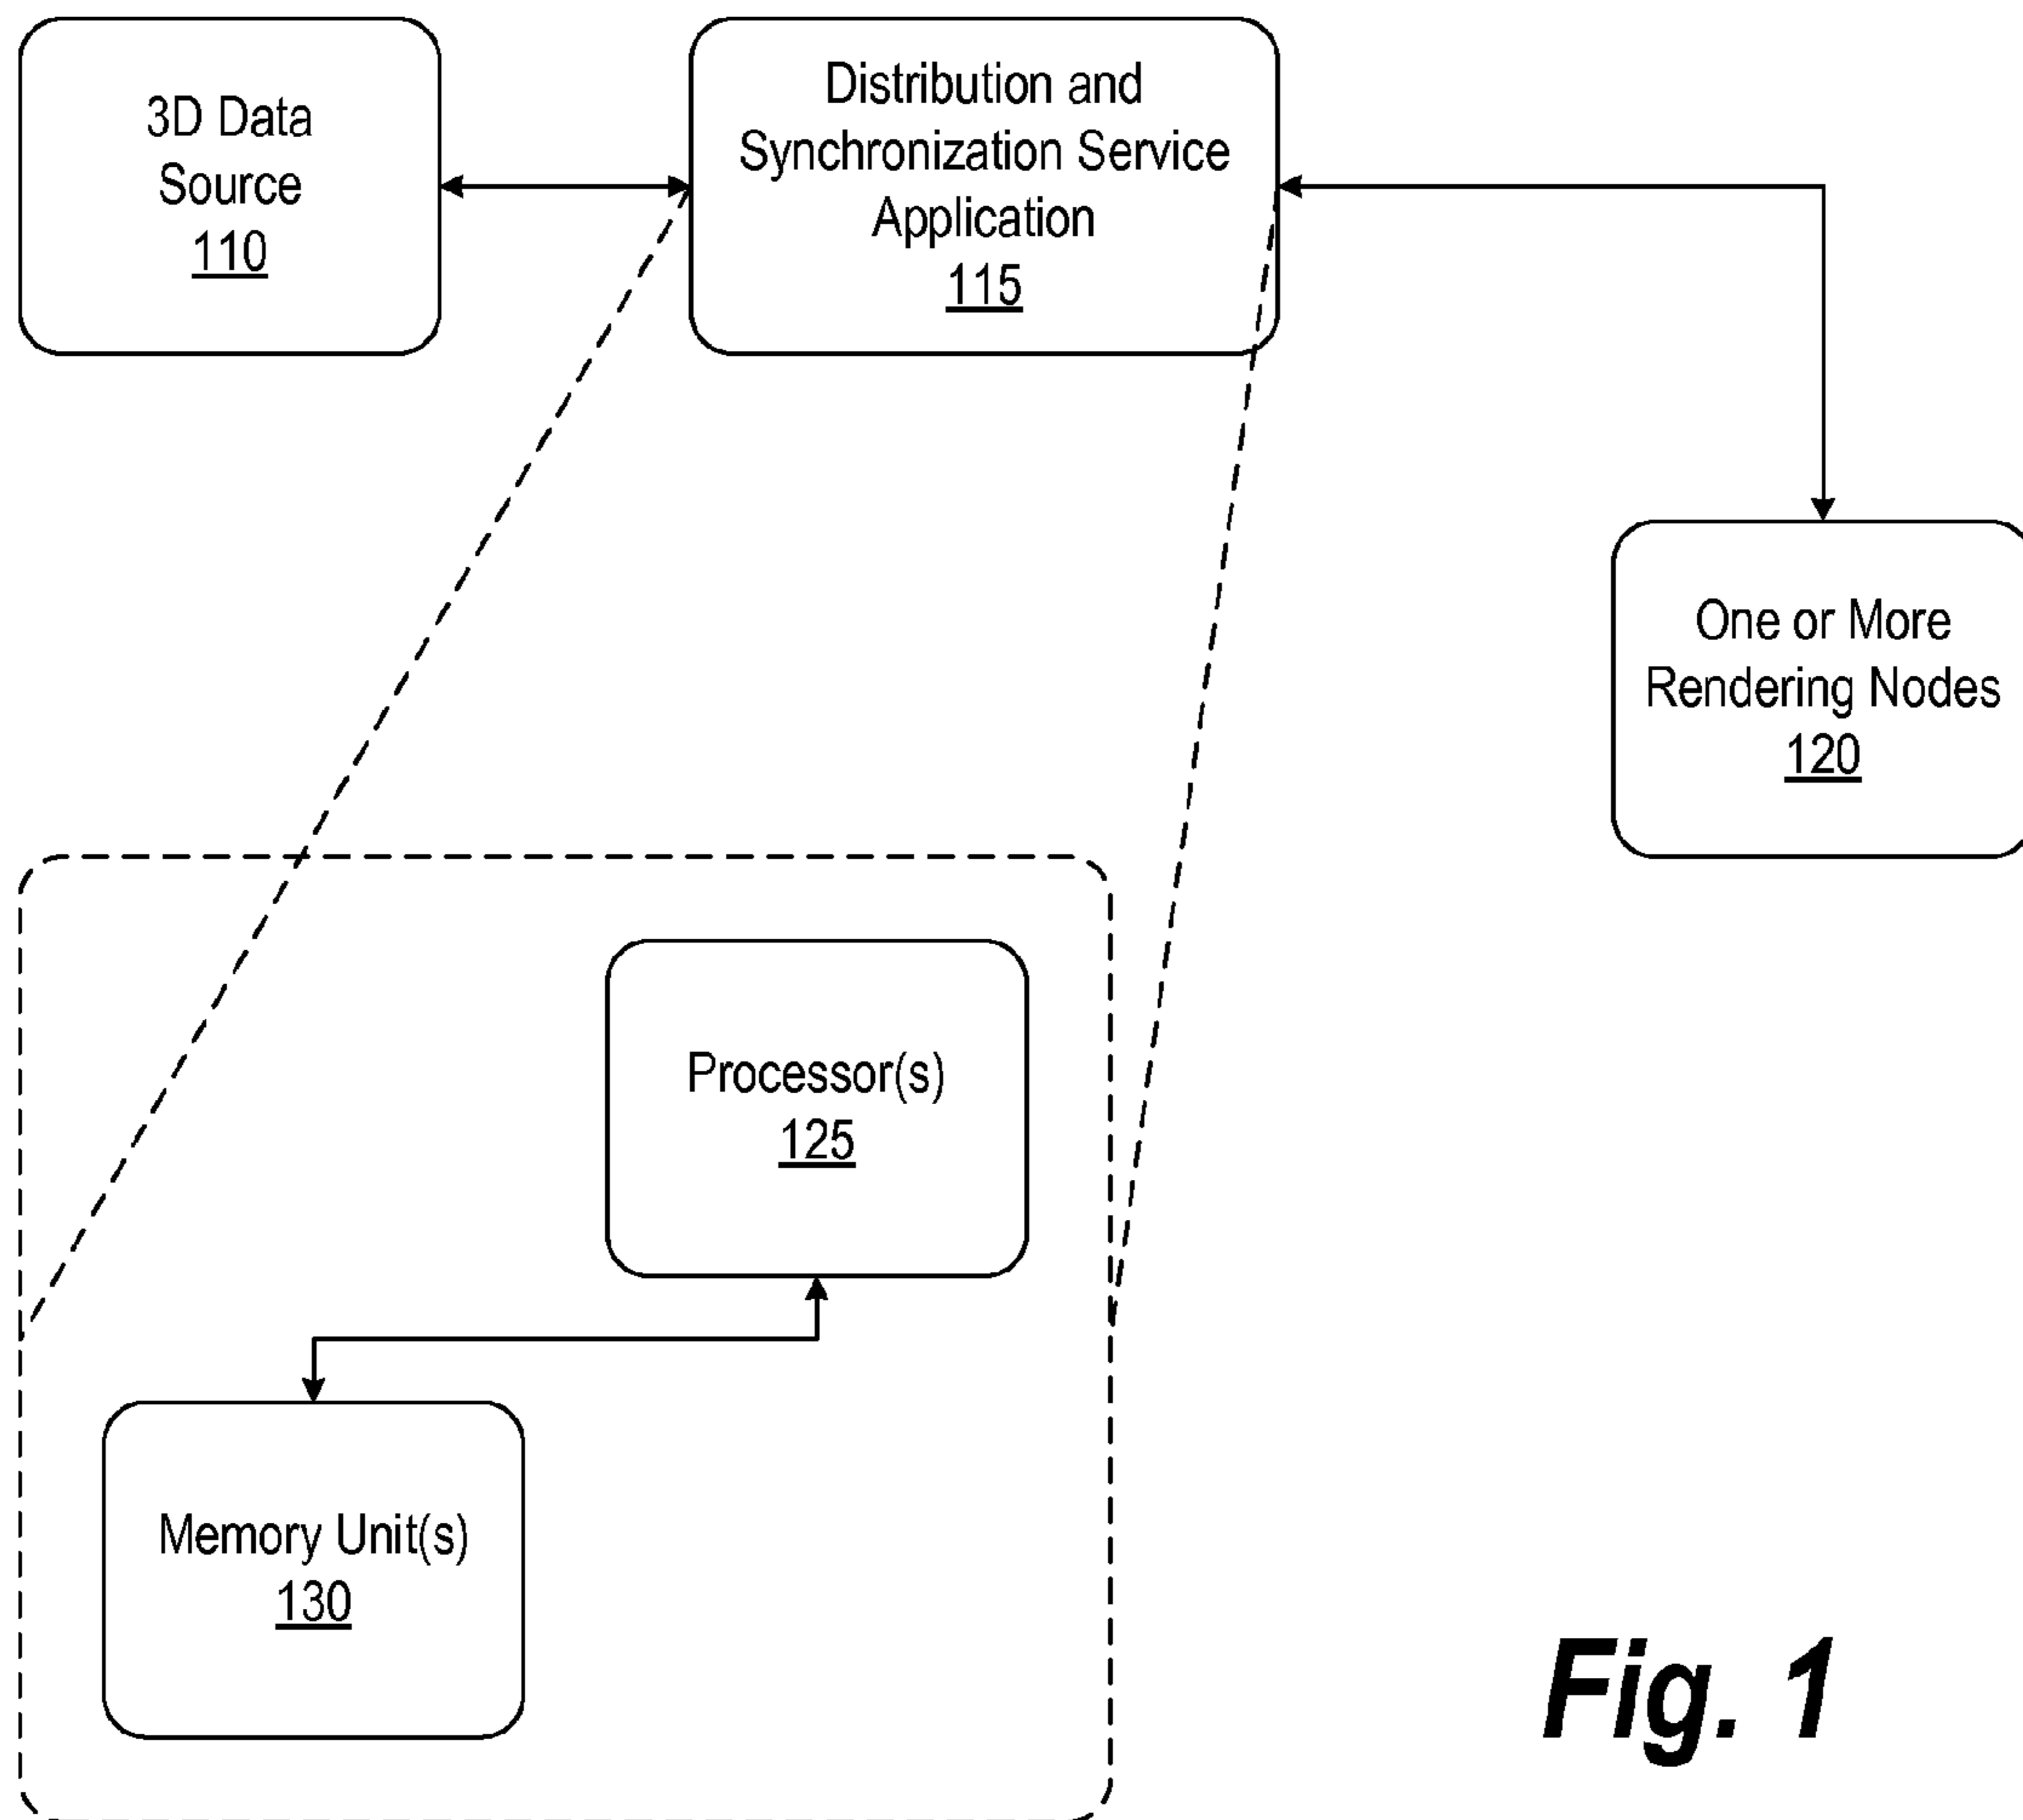 3D Data
Source
110
Distribution and
Synchronization Service
Application
115
One or More
Rendering Nodes
120
Processor(s)
125
Memory Unit(s)
130
Fig. 1